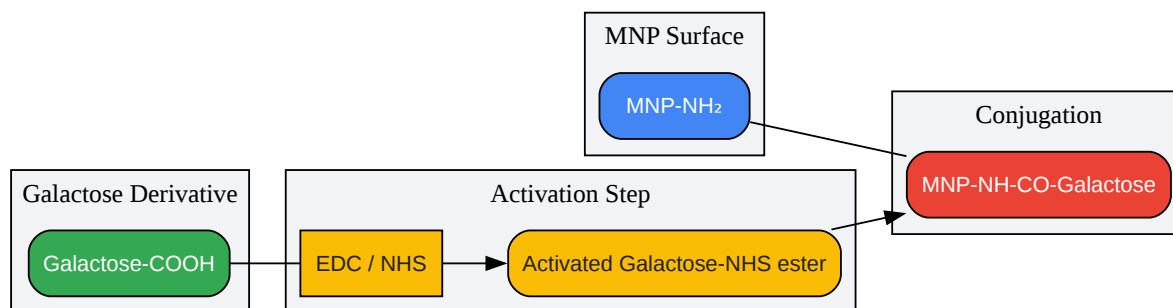 MNP Surface
MNP-NH₂
Conjugation
MNP-NH-CO-Galactose
Galactose Derivative
Galactose-COOH
Activation Step
EDC / NHS
Activated Galactose-NHS ester